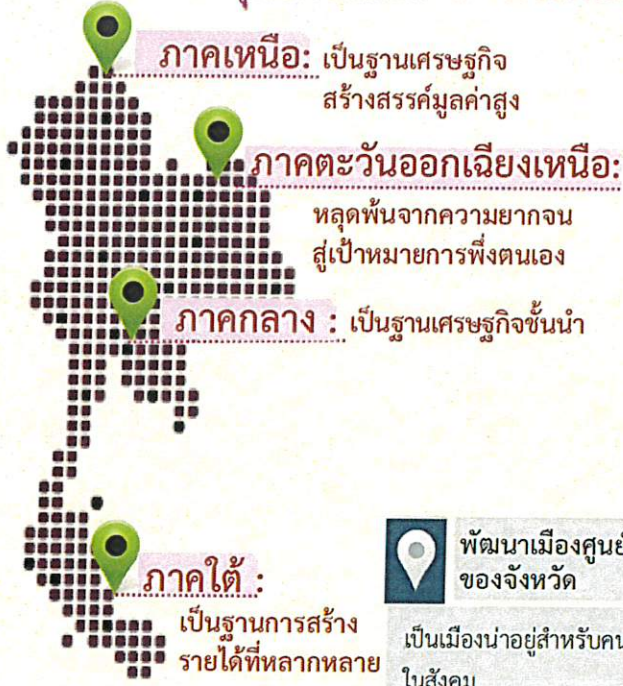 ภาคเหนือ: เป็นฐานเศรษฐกิจ
สร้างสรรค์มูลค่าสูง
ภาคตะวันออกเฉียงเหนือ:
หลุดพ้นจากความยากจน
สู่เป้าหมายการพึ่งตนเอง
ภาคกลาง : เป็นฐานเศรษฐกิจชั้นนำ
ภาคใต้ :
เป็นฐานการสร้าง
รายได้ที่หลากหลาย
พัฒนาเมืองศูนย์
ของจังหวัด
เป็นเมืองน่าอยู่สำหรับคน
ในสังคม